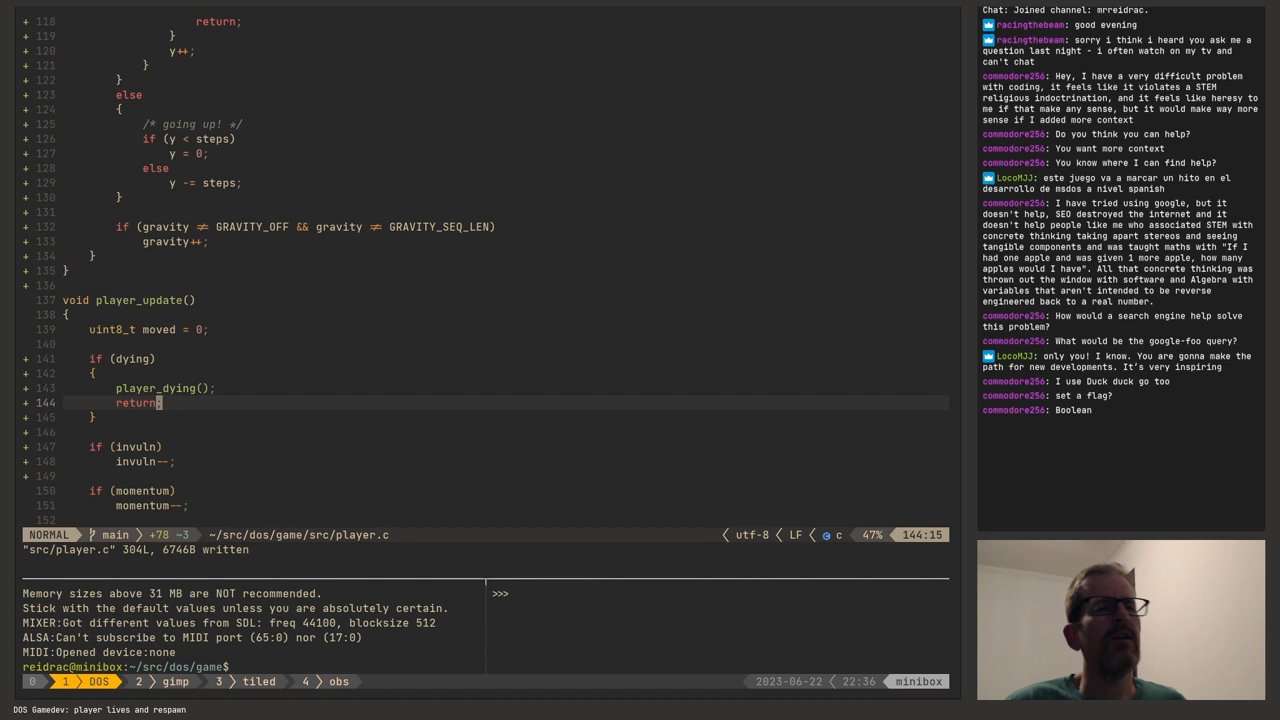 + 118 return;
+ 119 }
+ 120 y++;
+ 121 }
+ 122 }
+ 123 else
+ 124 {
+ 125 /* going up! */
+ 126 if (y < steps)
+ 127 y = 0;
+ 128 else
+ 129 y -= steps;
+ 130 }
+ 131
+ 132 if (gravity ≠ GRAVITY_OFF && gravity ≠ GRAVITY_SEQ_LEN)
+ 133 gravity++;
+ 134 }
+ 135 }
+ 136
137 void player_update()
138 {
139 uint8_t moved = 0;
140
+ 141 if (dying)
+ 142 {
+ 143 player_dying();
+ 144 return;
+ 145 }
+ 146
+ 147 if (invuln)
+ 148 invuln--;
+ 149
150 if (momentum)
151 momentum--;
152
NORMAL main +78 ~3 ~/src/dos/game/src/player.c utf-8 LF c 47% 144:15
"src/player.c" 304L, 6746B written
Memory sizes above 31 MB are NOT recommended.
Stick with the default values unless you are absolutely certain.
MIXER:Got different values from SDL: freq 44100, blocksize 512
ALSA:Can't subscribe to MIDI port (65:0) nor (17:0)
MIDI:Opened device:none
reidrac@minibox:~/src/dos/game$
>>>
0 1 DOS 2 gimp 3 tiled 4 obs 2023-06-22 22:36 minibox
DOS Gamedev: player lives and respawn
Chat: Joined channel: mrreidrac.
racingthebeam: good evening
racingthebeam: sorry i think i heard you ask me a
question last night - i often watch on my tv and
can't chat
commodore256: Hey, I have a very difficult problem
with coding, it feels like it violates a STEM
religious indoctrination, and it feels like heresy to
me if that make any sense, but it would make way more
sense if I added more context
commodore256: Do you think you can help?
commodore256: You want more context
commodore256: You know where I can find help?
LocoMJJ: este juego va a marcar un hito en el
desarrollo de msdos a nivel spanish
commodore256: I have tried using google, but it
doesn't help, SEO destroyed the internet and it
doesn't help people like me who associated STEM with
concrete thinking taking apart stereos and seeing
tangible components and was taught maths with "If I
had one apple and was given 1 more apple, how many
apples would I have". All that concrete thinking was
thrown out the window with software and Algebra with
variables that aren't intended to be reverse
engineered back to a real number.
commodore256: How would a search engine help solve
this problem?
commodore256: What would be the google-foo query?
LocoMJJ: only you! I know. You are gonna make the
path for new developments. It's very inspiring
commodore256: I use Duck duck go too
commodore256: set a flag?
commodore256: Boolean